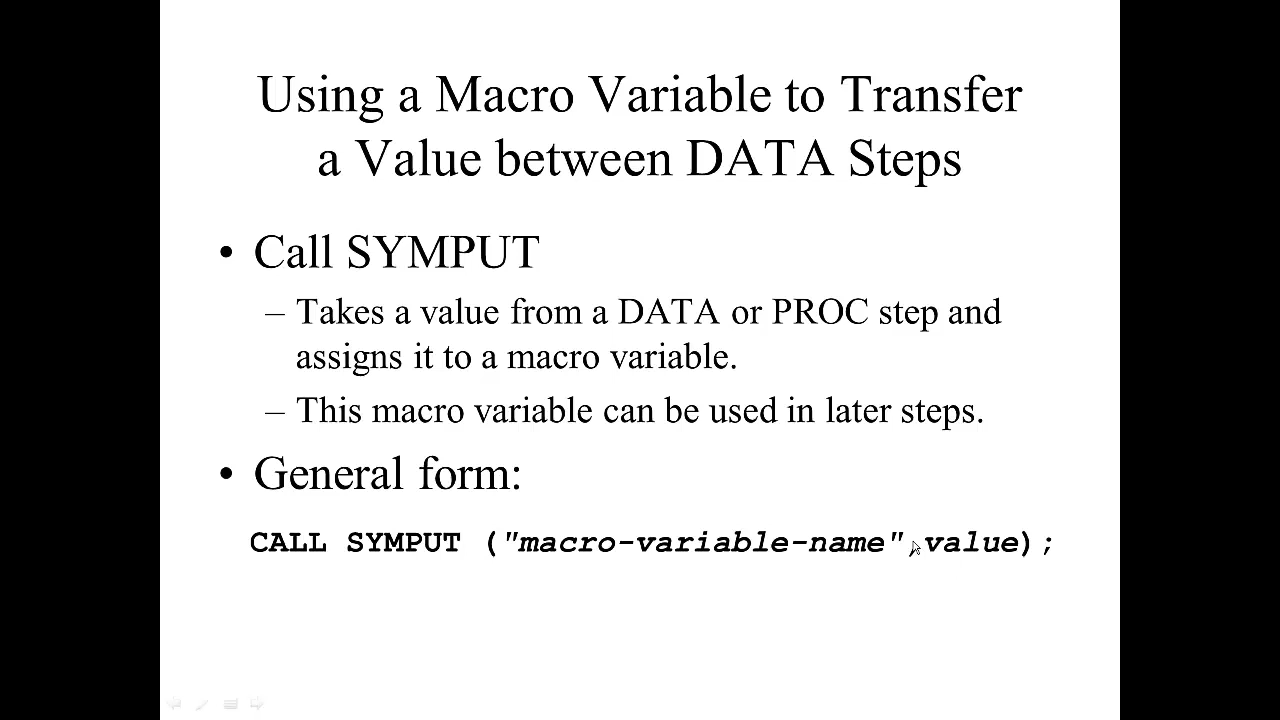 Using a Macro Variable to Transfer
a Value between DATA Steps
• Call SYMPUT
– Takes a value from a DATA or PROC step and
assigns it to a macro variable.
– This macro variable can be used in later steps.
• General form:
CALL SYMPUT ("macro-variable-name",value);